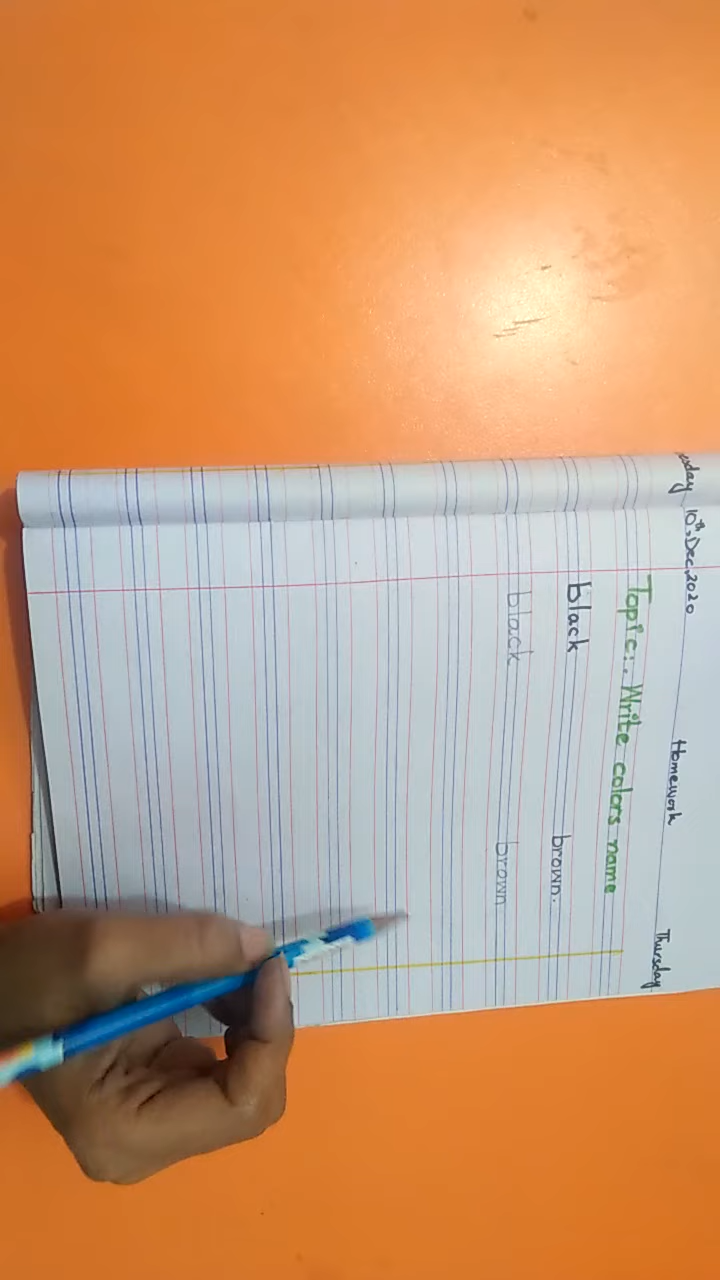 10th, Dec, 2020 Homework Thursday
Topic:. Write colors name
black brown.
black brown